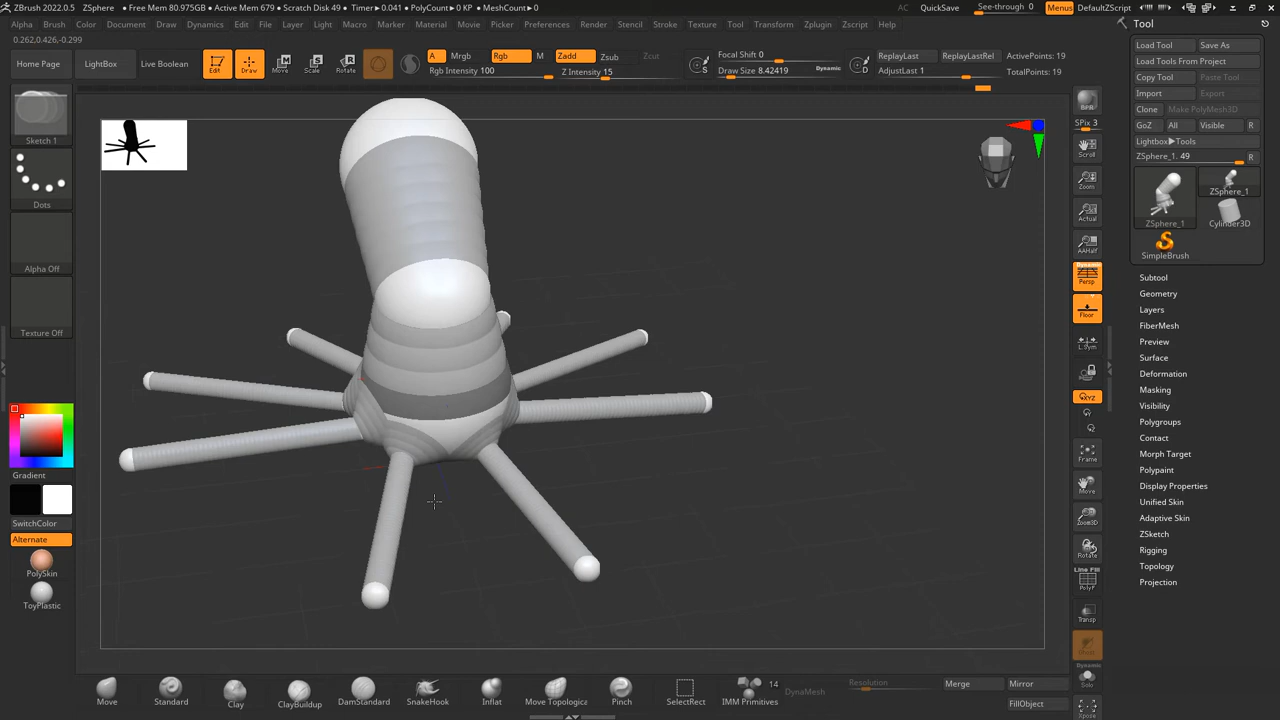 ZBrush 2022.0.5 ZSphere • Free Mem 80.975GB • Active Mem 679 • Scratch Disk 49 • Timer▶0.041 • PolyCount▶0 KP • MeshCount▶0
AC QuickSave See-through 0 Menus DefaultZScript
Alpha Brush Color Document Draw Dynamics Edit File Layer Light Macro Marker Material Movie Picker Preferences Render Stencil Stroke Texture Tool Transform Zplugin Zscript Help
0.262,0.426,-0.299
Home Page LightBox Live Boolean Edit Draw Move Scale Rotate
A Mrgb Rgb M Zadd Zsub Zcut
Rgb Intensity 100 Z Intensity 15
S Focal Shift 0
Draw Size 8.42419 Dynamic D
ReplayLast ReplayLastRel ActivePoints: 19
AdjustLast 1 TotalPoints: 19
Sketch 1
Dots
Alpha Off
Texture Off
Gradient
SwitchColor
Alternate
PolySkin
ToyPlastic
BPR
SPix 3
Scroll
Zoom
Actual
AAHalf
Dynamic
Persp
Floor
L.Sym
XYZ
Frame
Move
Zoom3D
Rotate
Line Fill
PolyF
Transp
Ghost
Dynamic
Solo
Xpose
Tool
Load Tool Save As
Load Tools From Project
Copy Tool Paste Tool
Import Export
Clone Make PolyMesh3D
GoZ All Visible R
Lightbox▶Tools
ZSphere_1. 49 R
ZSphere_1 ZSphere_1
Cylinder3D
SimpleBrush
Subtool
Geometry
Layers
FiberMesh
Preview
Surface
Deformation
Masking
Visibility
Polygroups
Contact
Morph Target
Polypaint
Display Properties
Unified Skin
Adaptive Skin
ZSketch
Rigging
Topology
Projection
Move Standard Clay ClayBuildup DamStandard SnakeHook Inflat Move Topologica Pinch SelectRect IMM Primitives 14
DynaMesh Resolution Merge Mirror
FillObject